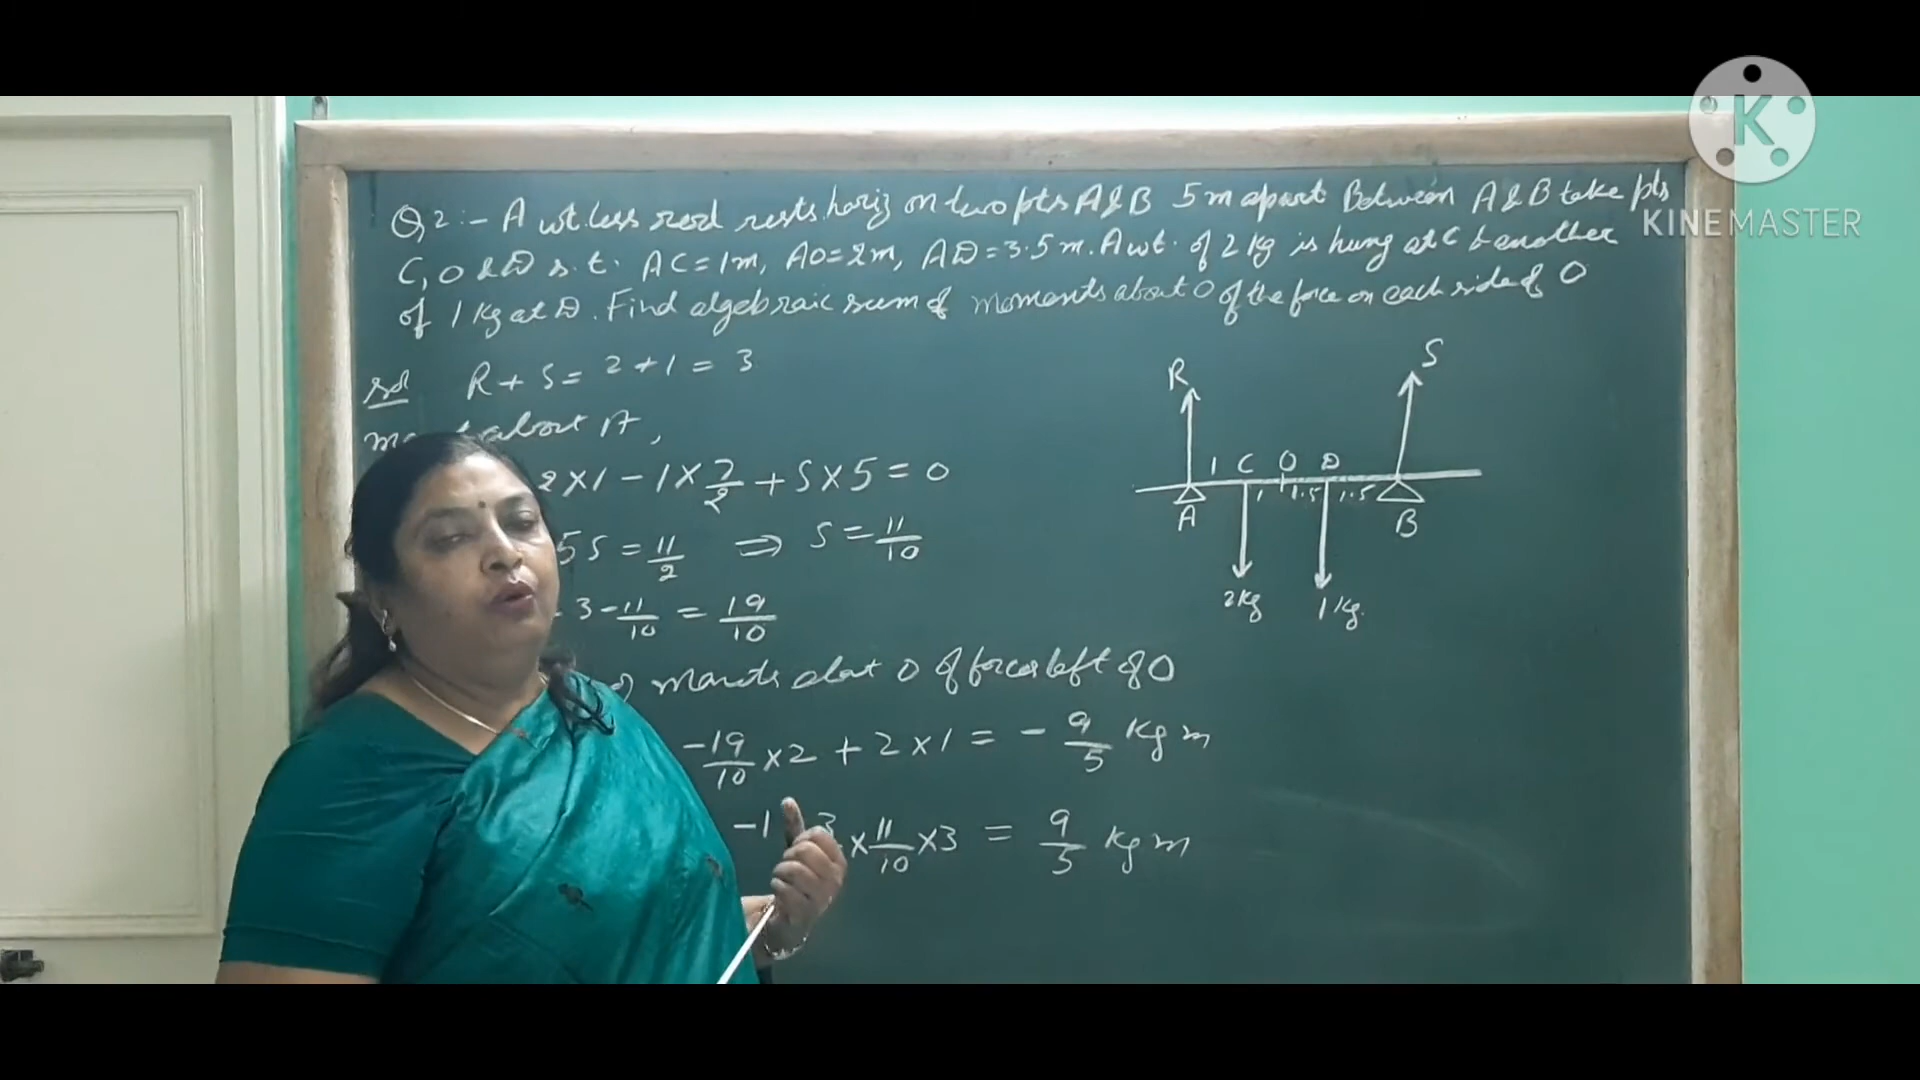 Q2:- A wt.less rod rests horiz on two pts A & B 5 m apart Between A & B take pts
C, O & D s.t. AC = 1m, AO = 2m, AD = 3.5 m. A wt. of 2 kg is hung at C & another
of 1 kg at D. Find algebraic sum of moments about O of the force on each side of O
sol R + S = 2 + 1 = 3
about A,
2×1 - 1×7/2 + S×5 = 0
5S = 11/2 ⇒ S = 11/10
3 - 11/10 = 19/10
moments about O of forces left of O
-19/10 ×2 + 2×1 = - 9/5 kg m
-1 3 × 11/10 ×3 = 9/5 kg m
R
S
1 C O D
1 1.5 1.5
A
B
2kg
1 kg.
K
KINEMASTER